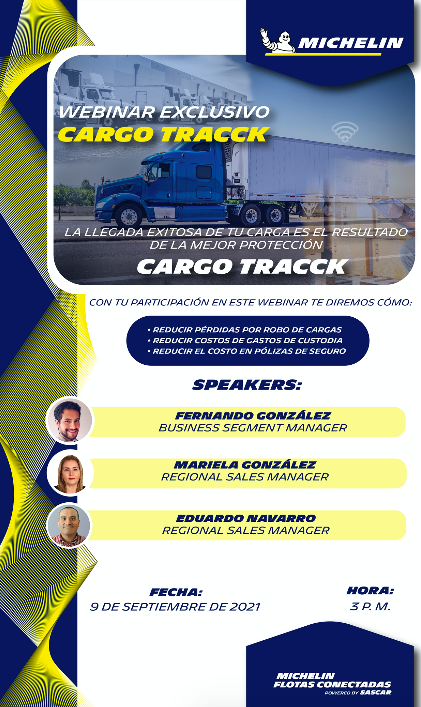 MICHELIN
WEBINAR EXCLUSIVO
CARGO TRACCK
LA LLEGADA EXITOSA DE TU CARGA ES EL RESULTADO
DE LA MEJOR PROTECCIÓN
CARGO TRACCK
CON TU PARTICIPACIÓN EN ESTE WEBINAR TE DIREMOS CÓMO:
• REDUCIR PÉRDIDAS POR ROBO DE CARGAS
• REDUCIR COSTOS DE GASTOS DE CUSTODIA
• REDUCIR EL COSTO EN PÓLIZAS DE SEGURO
SPEAKERS:
FERNANDO GONZÁLEZ
BUSINESS SEGMENT MANAGER
MARIELA GONZÁLEZ
REGIONAL SALES MANAGER
EDUARDO NAVARRO
REGIONAL SALES MANAGER
FECHA:
9 DE SEPTIEMBRE DE 2021
HORA:
3 P. M.
MICHELIN
FLOTAS CONECTADAS
POWERED BY SASCAR